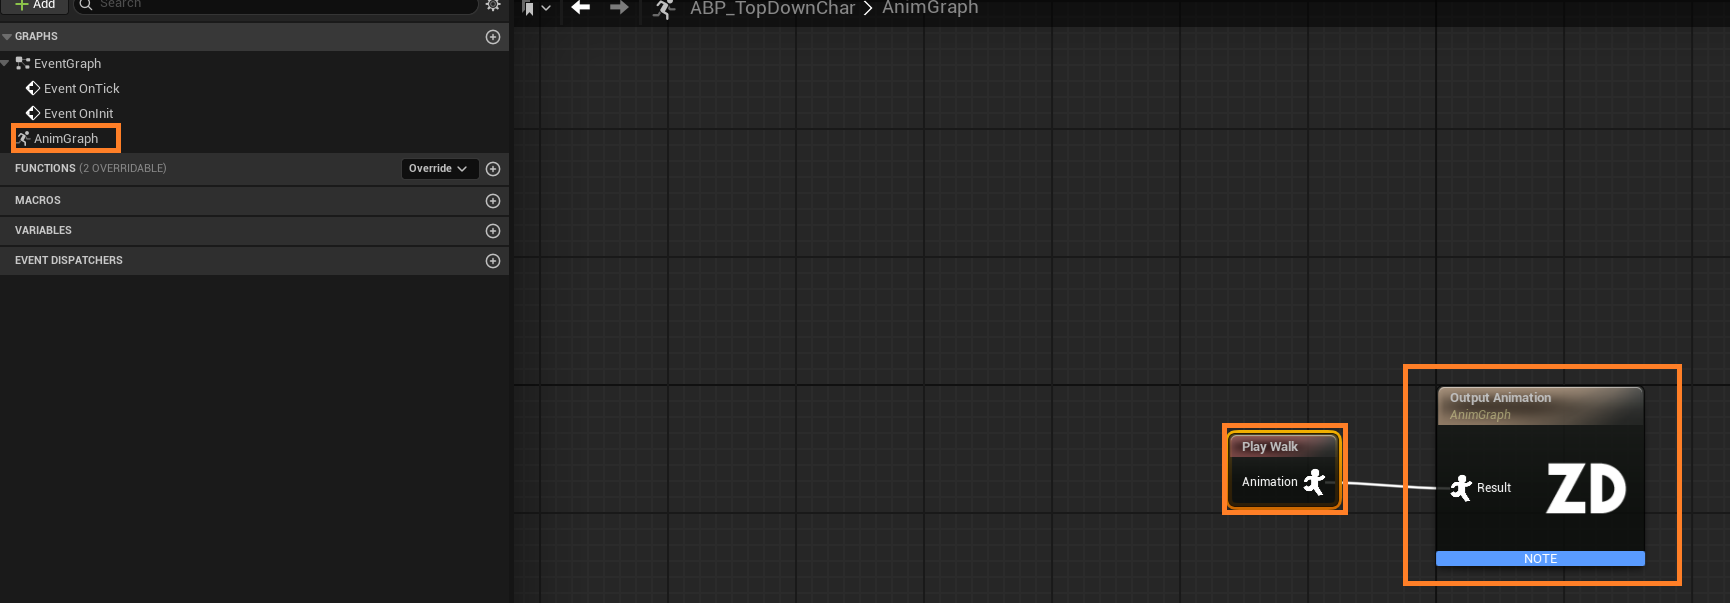 Add
Search
GRAPHS
EventGraph
Event OnTick
Event OnInit
AnimGraph
FUNCTIONS (2 OVERRIDABLE)
Override
MACROS
VARIABLES
EVENT DISPATCHERS
ABP_TopDownChar > AnimGraph
Play Walk
Animation
Output Animation
AnimGraph
Result
ZD
NOTE